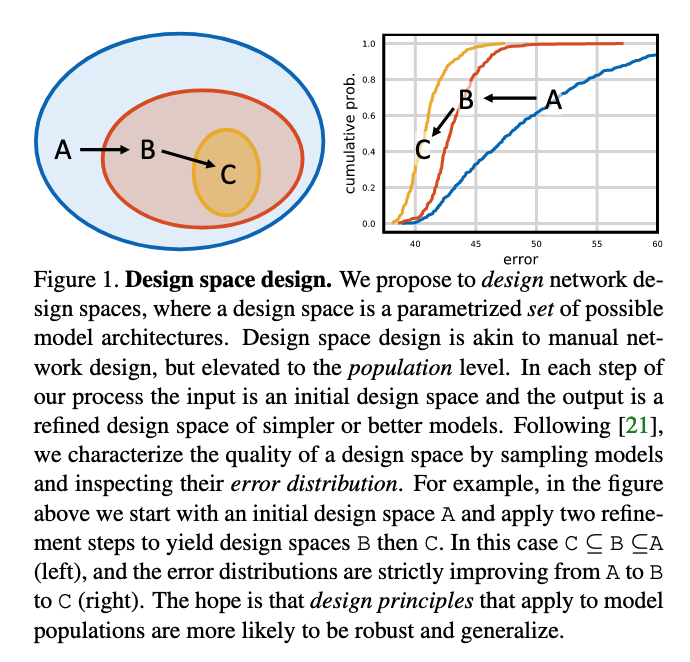 A
B
C
cumulative prob.
1.0
0.8
0.6
0.4
0.2
0.0
B
A
C
40
45
50
55
60
error
Figure 1. Design space design. We propose to design network de-
sign spaces, where a design space is a parametrized set of possible
model architectures. Design space design is akin to manual net-
work design, but elevated to the population level. In each step of
our process the input is an initial design space and the output is a
refined design space of simpler or better models. Following [21],
we characterize the quality of a design space by sampling models
and inspecting their error distribution. For example, in the figure
above we start with an initial design space A and apply two refine-
ment steps to yield design spaces B then C. In this case C ⊆ B ⊆A
(left), and the error distributions are strictly improving from A to B
to C (right). The hope is that design principles that apply to model
populations are more likely to be robust and generalize.